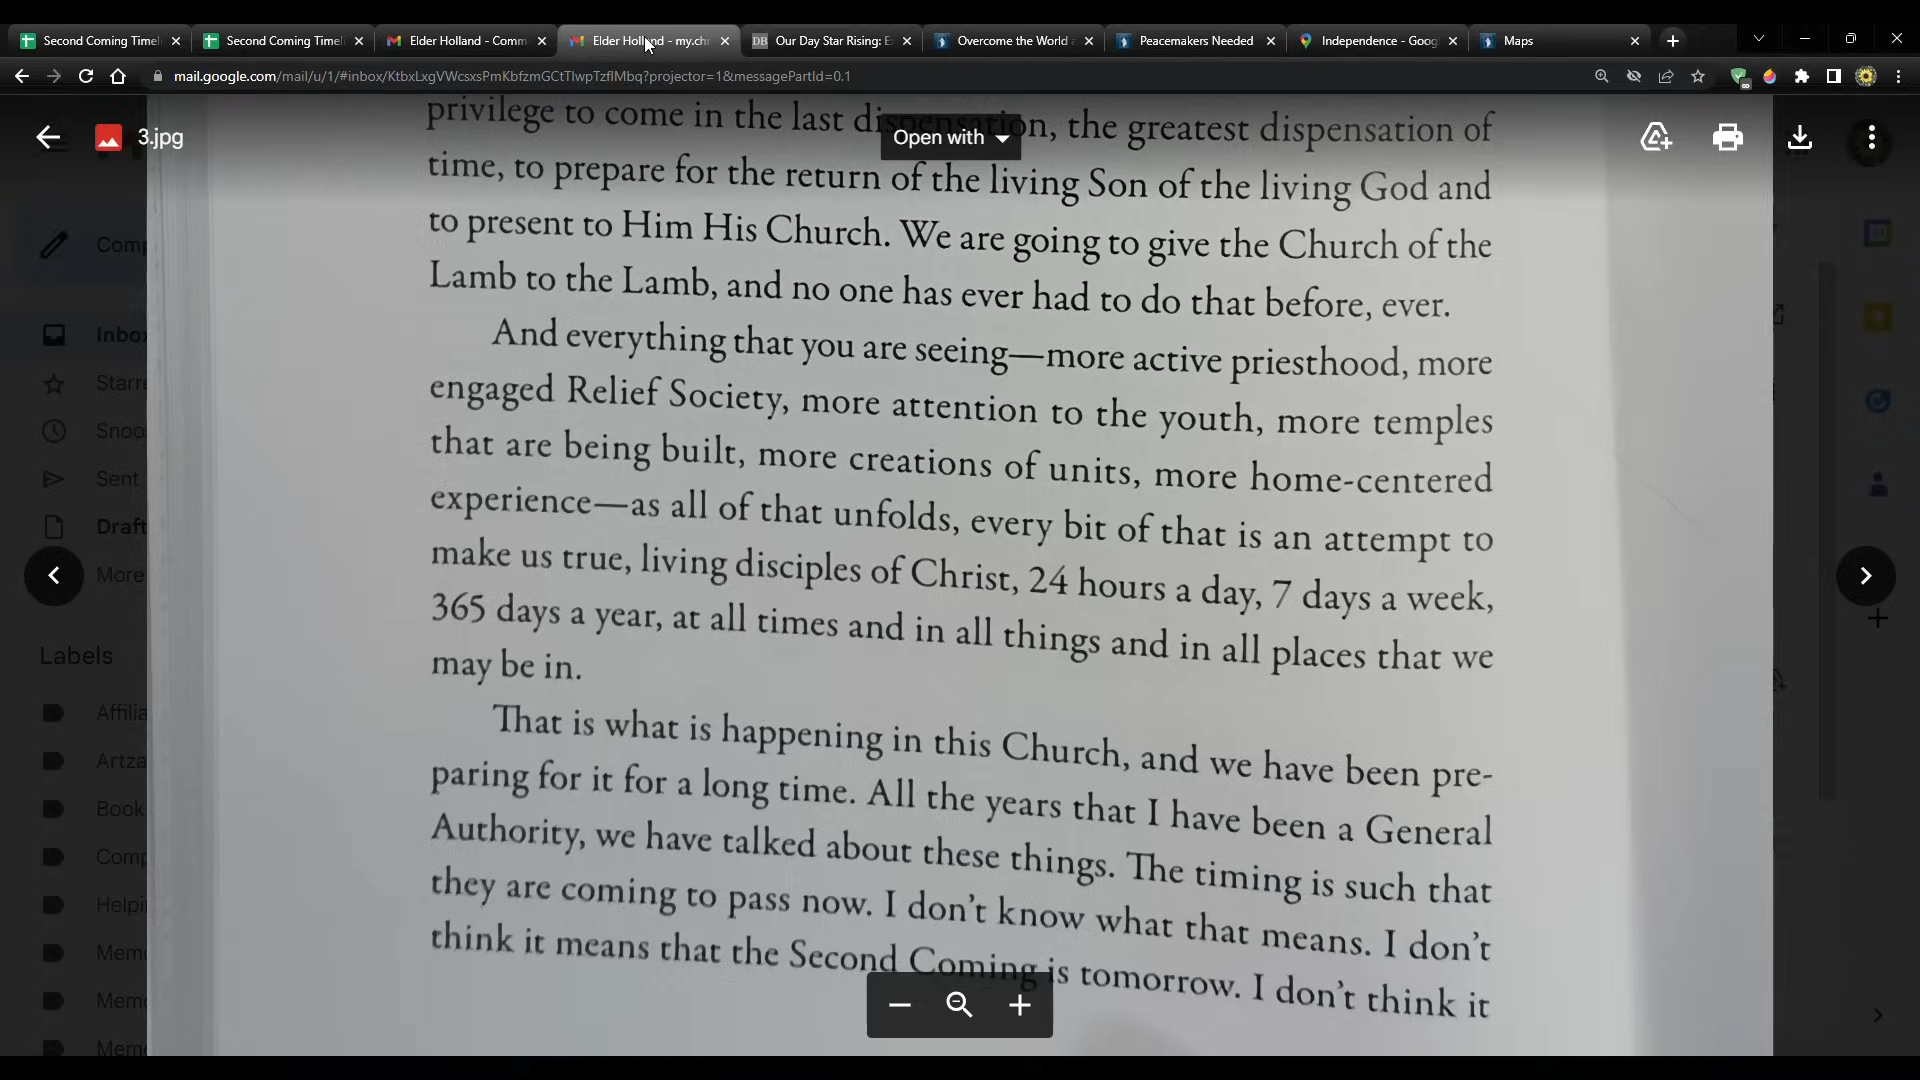 Second Coming Timel
Second Coming Timel
Elder Holland - Comm
Elder Holland - my.chr
Our Day Star Rising: E
Overcome the World a
Peacemakers Needed
Independence - Goog
Maps
mail.google.com/mail/u/1/#inbox/KtbxLxgVWcsxsPmKbfzmGCtTlwpTzflMbq?projector=1&messagePartId=0.1
3.jpg
Open with
privilege to come in the last dispensation, the greatest dispensation of
time, to prepare for the return of the living Son of the living God and
to present to Him His Church. We are going to give the Church of the
Lamb to the Lamb, and no one has ever had to do that before, ever.
And everything that you are seeing—more active priesthood, more
engaged Relief Society, more attention to the youth, more temples
that are being built, more creations of units, more home-centered
experience—as all of that unfolds, every bit of that is an attempt to
make us true, living disciples of Christ, 24 hours a day, 7 days a week,
365 days a year, at all times and in all things and in all places that we
may be in.
That is what is happening in this Church, and we have been pre-
paring for it for a long time. All the years that I have been a General
Authority, we have talked about these things. The timing is such that
they are coming to pass now. I don't know what that means. I don't
think it means that the Second Coming is tomorrow. I don't think it
Comp
Inbox
Starre
Snoo
Sent
Draft
More
Labels
Affilia
Artza
Book
Comp
Helpi
Mem
Mem
Mem